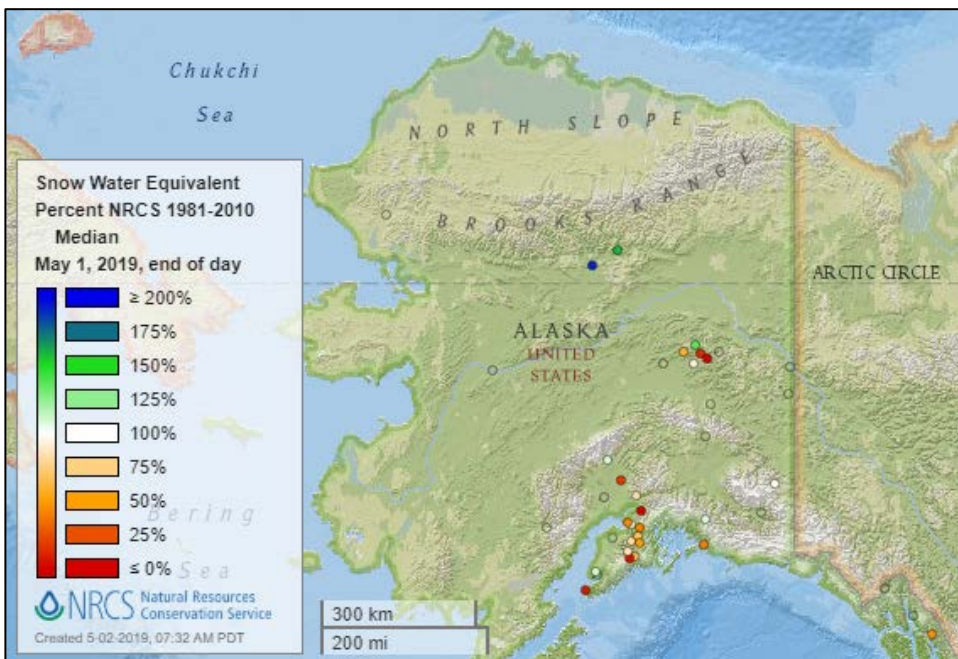 Chukchi
Sea
NORTH SLOPE
BROOKS RANGE
ARCTIC CIRCLE
ALASKA
UNITED
STATES
Snow Water Equivalent
Percent NRCS 1981-2010
Median
May 1, 2019, end of day
≥ 200%
175%
150%
125%
100%
75%
50%
25%
≤ 0%
Bering
Sea
NRCS
Natural Resources
Conservation Service
Created 5-02-2019, 07:32 AM PDT
300 km
200 mi